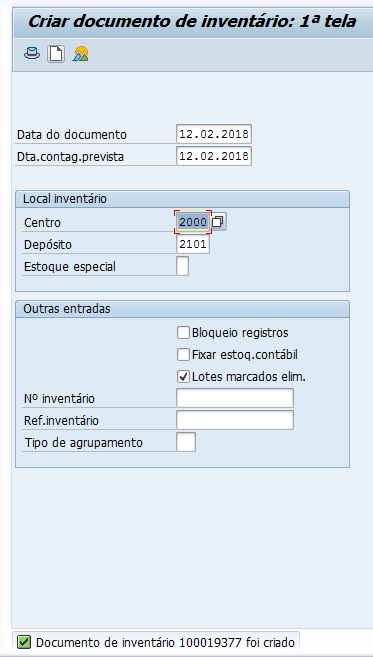 Criar documento de inventário: 1ª tela
Data do documento 12.02.2018
Dta.contag.prevista 12.02.2018
Local inventário
Centro 2000
Depósito 2101
Estoque especial
Outras entradas
Bloqueio registros
Fixar estoq.contábil
Lotes marcados elim.
Nº inventário
Ref.inventário
Tipo de agrupamento
Documento de inventário 100019377 foi criado